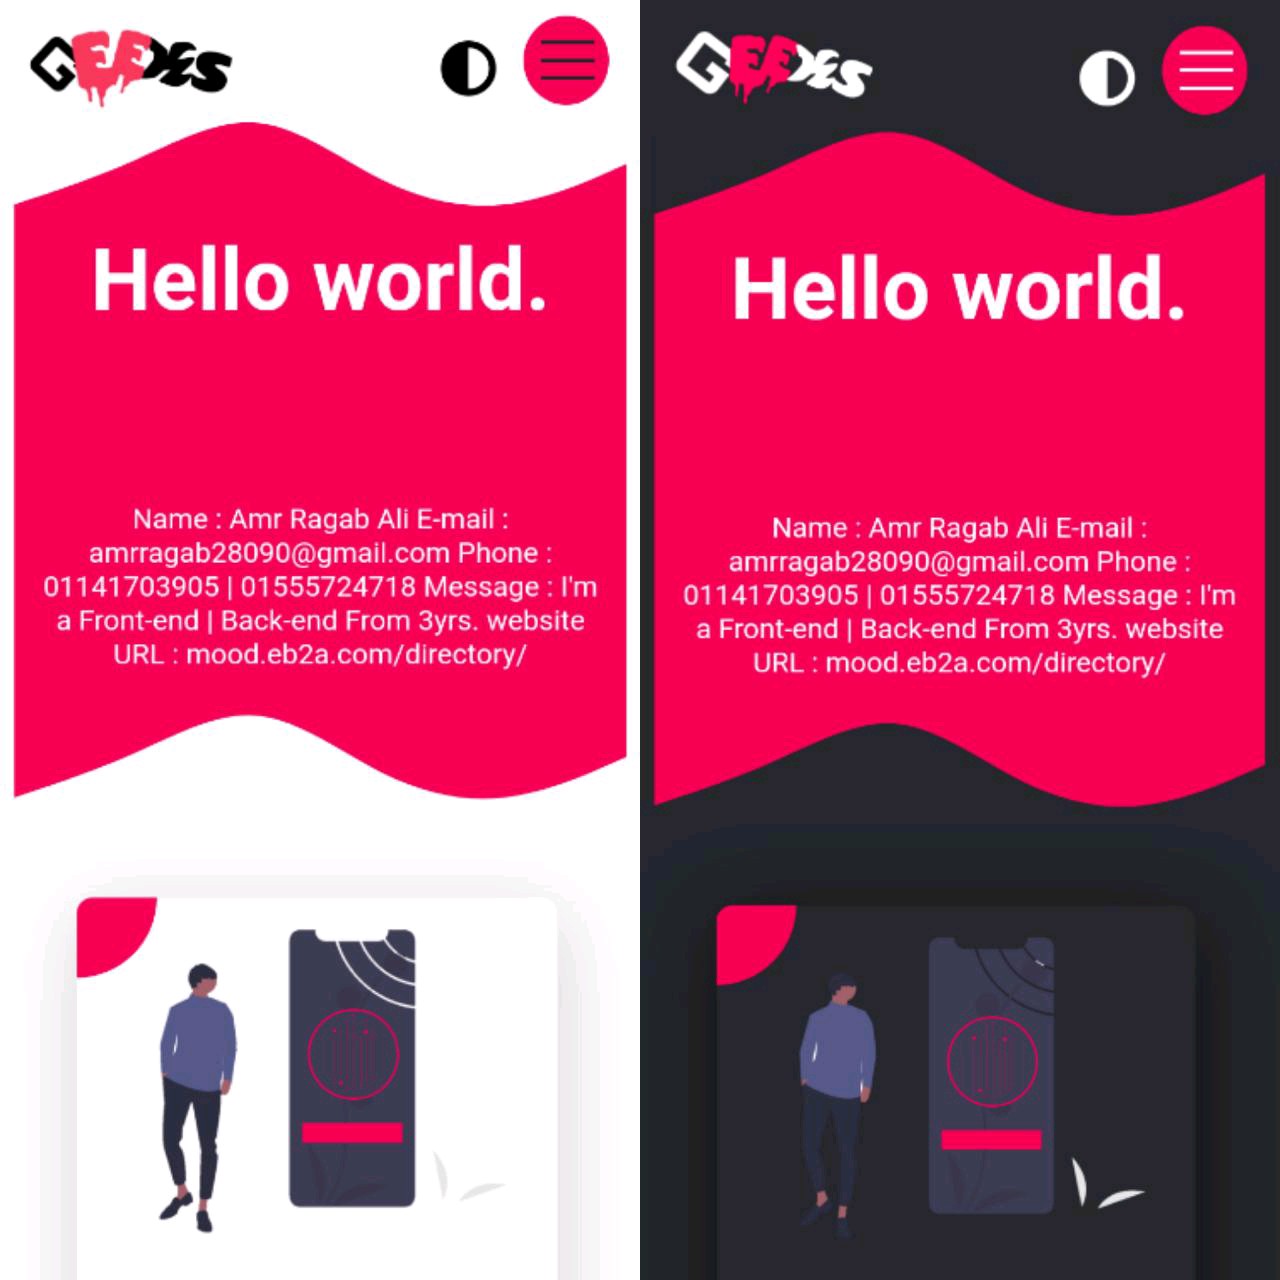 GEEDES
Hello world.
Name : Amr Ragab Ali E-mail :
amrragab28090@gmail.com Phone :
01141703905 | 01555724718 Message : I'm
a Front-end | Back-end From 3yrs. website
URL : mood.eb2a.com/directory/
GEEDES
Hello world.
Name : Amr Ragab Ali E-mail :
amrragab28090@gmail.com Phone :
01141703905 | 01555724718 Message : I'm
a Front-end | Back-end From 3yrs. website
URL : mood.eb2a.com/directory/